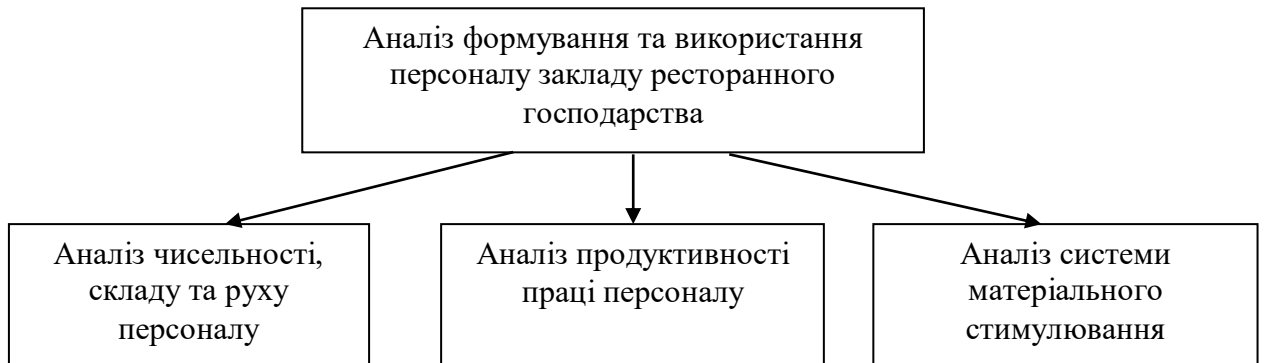 Аналіз формування та використання
персоналу закладу ресторанного
господарства
Аналіз чисельності,
складу та руху
персоналу
Аналіз продуктивності
праці персоналу
Аналіз системи
матеріального
стимулювання